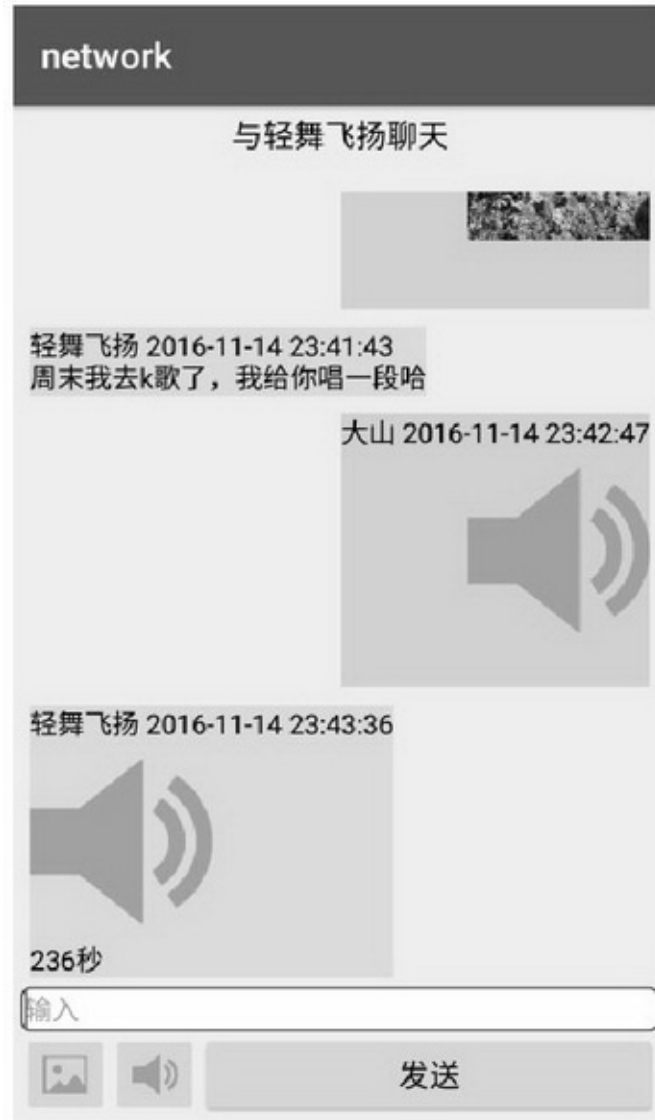 network
与轻舞飞扬聊天
轻舞飞扬 2016-11-14 23:41:43
周末我去k歌了，我给你唱一段哈
大山 2016-11-14 23:42:47
轻舞飞扬 2016-11-14 23:43:36
236秒
输入
发送